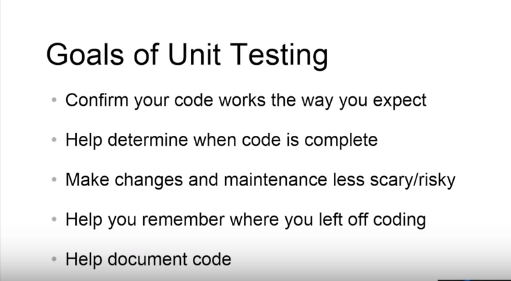 Goals of Unit Testing
• Confirm your code works the way you expect
• Help determine when code is complete
• Make changes and maintenance less scary/risky
• Help you remember where you left off coding
• Help document code